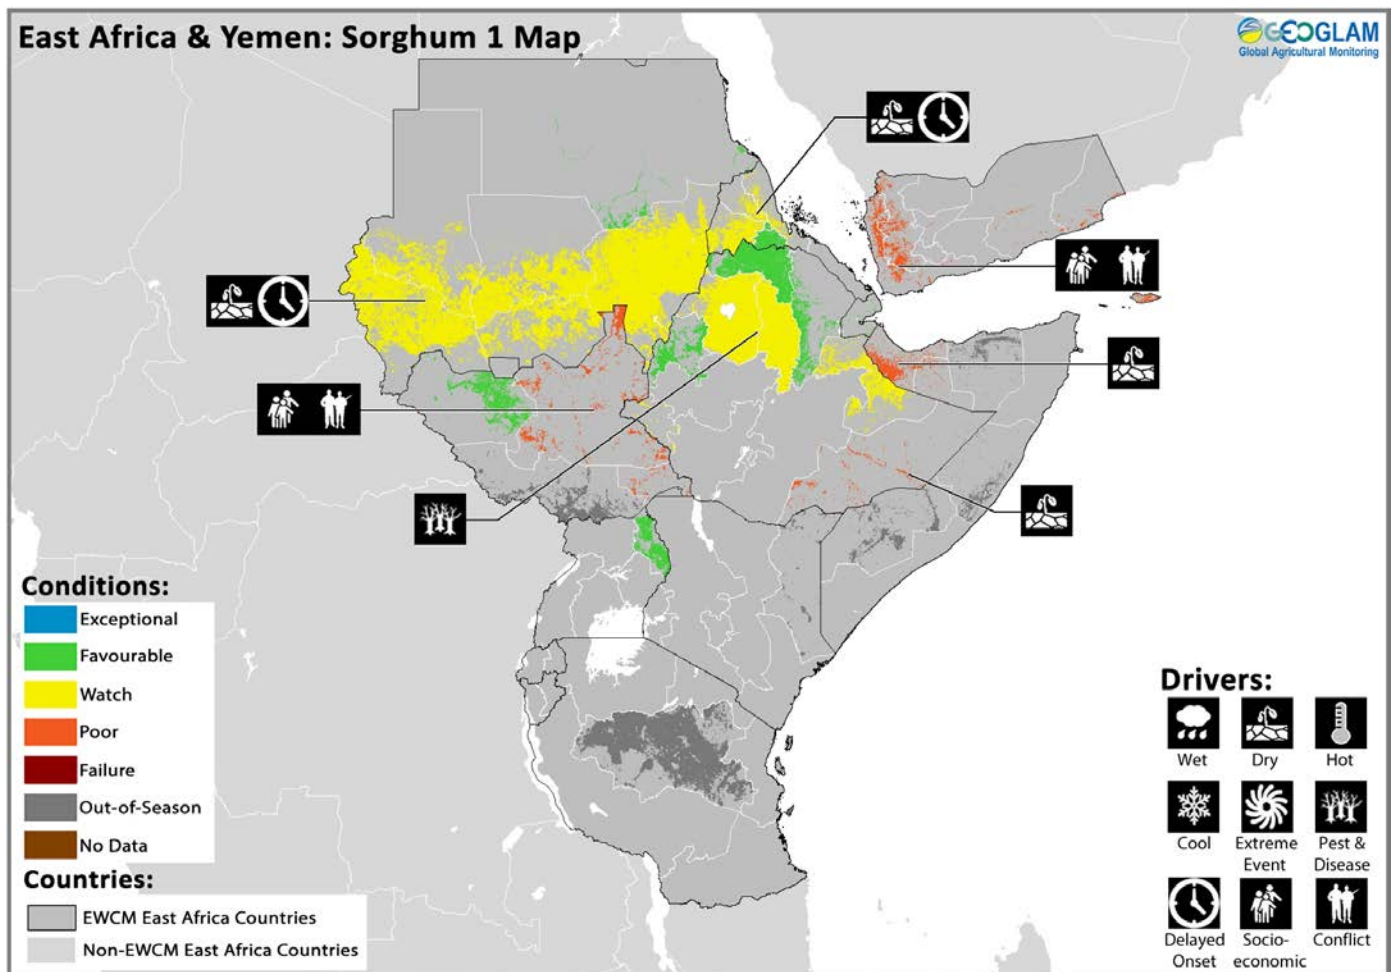 East Africa & Yemen: Sorghum 1 Map
GEOGLAM
Global Agricultural Monitoring
Conditions:
Exceptional
Favourable
Watch
Poor
Failure
Out-of-Season
No Data
Countries:
EWCM East Africa Countries
Non-EWCM East Africa Countries
Drivers:
Wet
Dry
Hot
Cool
Extreme
Event
Pest &
Disease
Delayed
Onset
Socio-
economic
Conflict